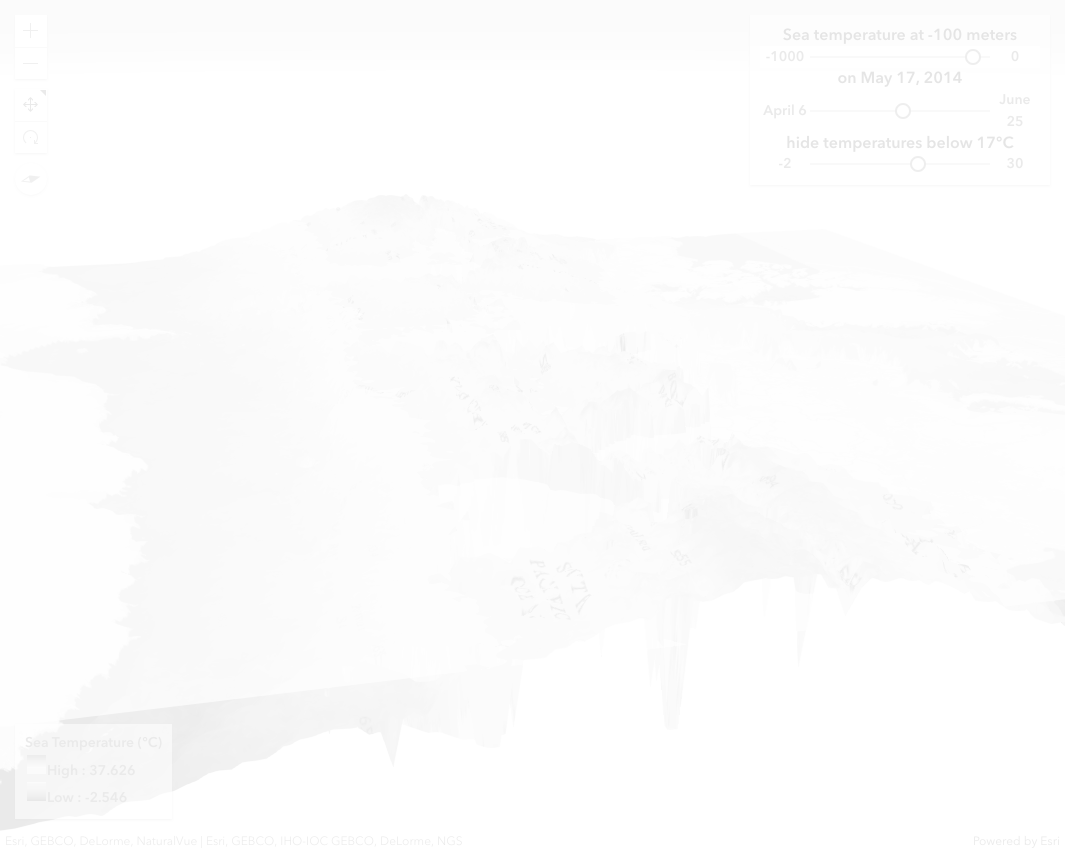 Sea temperature at -100 meters
-1000 0
on May 17, 2014
April 6 June 25
hide temperatures below 17°C
-2 30
Sea Temperature (°C)
High : 37.626
Low : -2.546
Esri, GEBCO, DeLorme, NaturalVue | Esri, GEBCO, IHO-IOC GEBCO, DeLorme, NGS
Powered by Esri